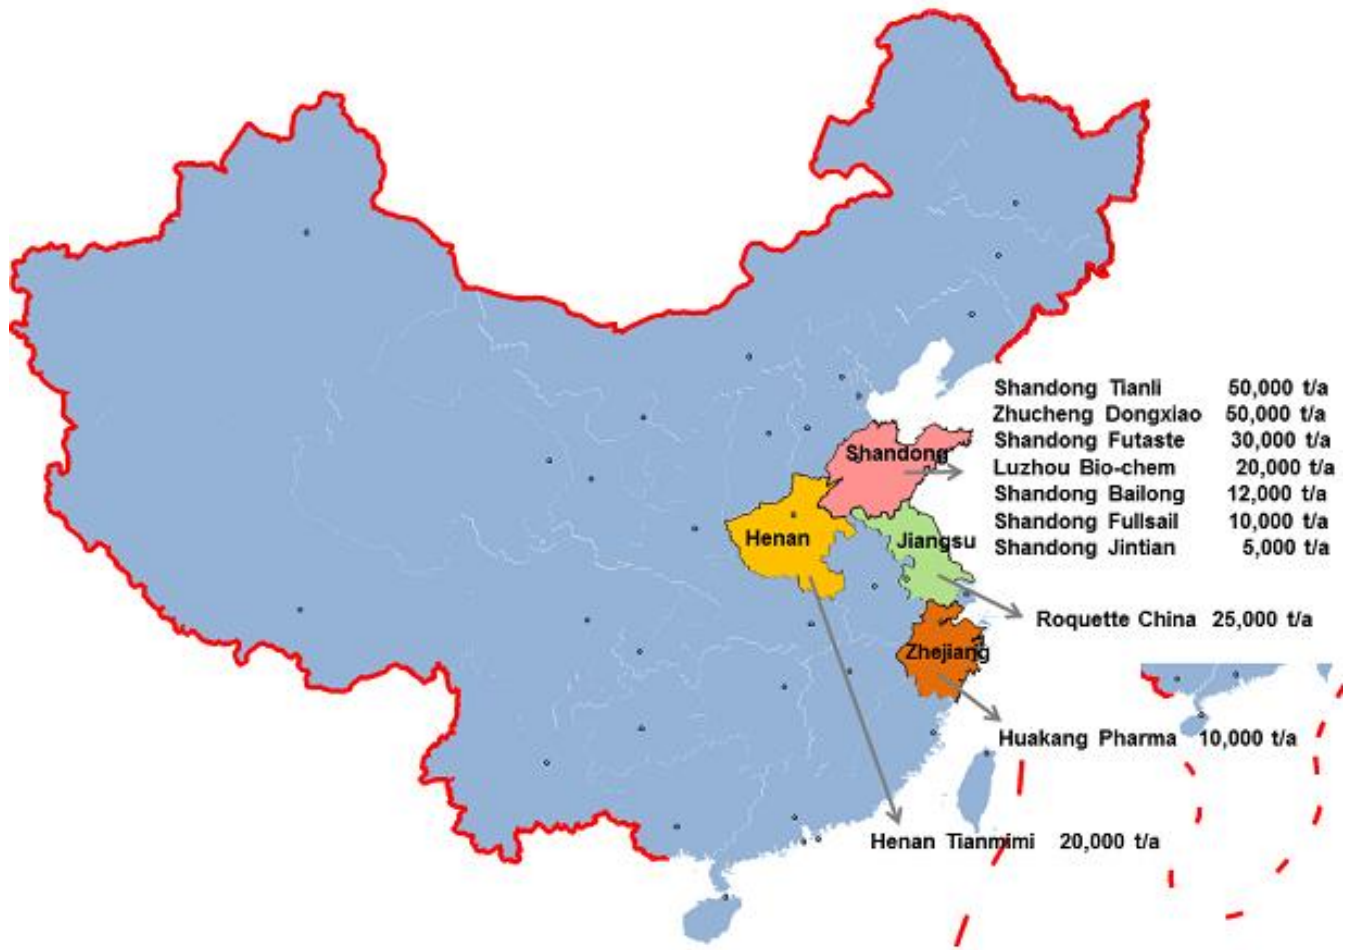 Shandong Tianli 50,000 t/a
Zhucheng Dongxiao 50,000 t/a
Shandong Futaste 30,000 t/a
Shandong
Luzhou Bio-chem 20,000 t/a
Shandong Bailong 12,000 t/a
Shandong Fullsail 10,000 t/a
Henan
Jiangsu
Shandong Jintian 5,000 t/a
Roquette China 25,000 t/a
Zhejiang
Huakang Pharma 10,000 t/a
Henan Tianmimi 20,000 t/a